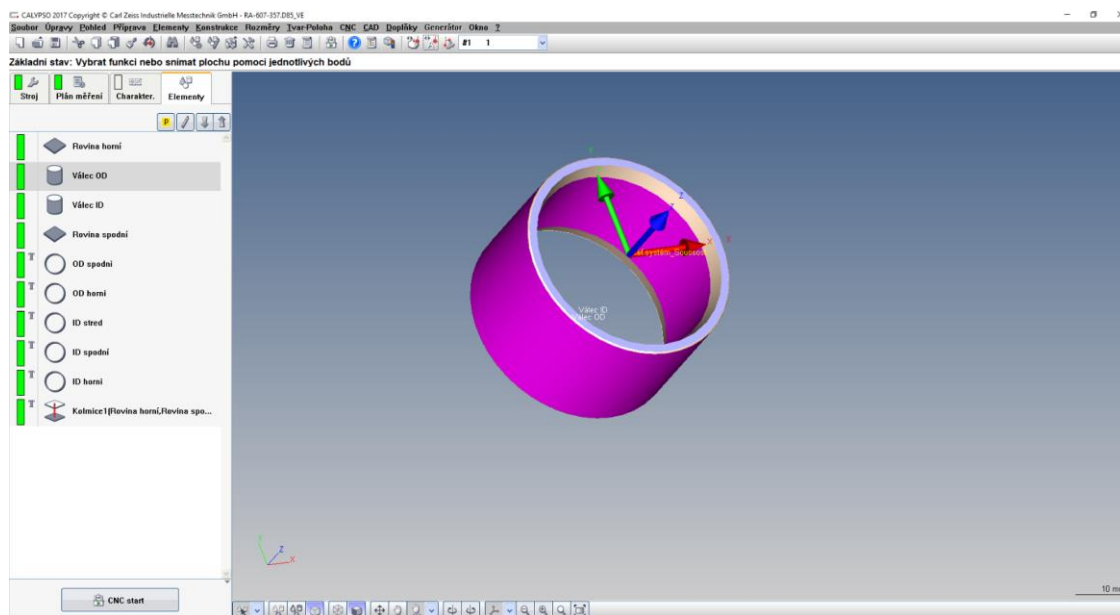 CALYPSO 2017 Copyright © Carl Zeiss Industrielle Messtechnik GmbH - RA-607-357.D85_VE
Soubor Úpravy Pohled Příprava Elementy Konstrukce Rozměry Tvar-Poloha CNC CAD Doplňky Generátor Okno ?
#1 1
Základní stav: Vybrat funkci nebo snímat plochu pomocí jednotlivých bodů
Stroj Plán měření Charakter. Elementy
P
Rovina horní
Válec OD
Válec ID
Rovina spodní
T OD spodní
T OD horní
T ID stred
T ID spodní
T ID horní
T Kolmice1(Rovina horní,Rovina spo...
Y
Z
X X
Válec ID
Válec OD
Y
Z
X
10 mm
CNC start